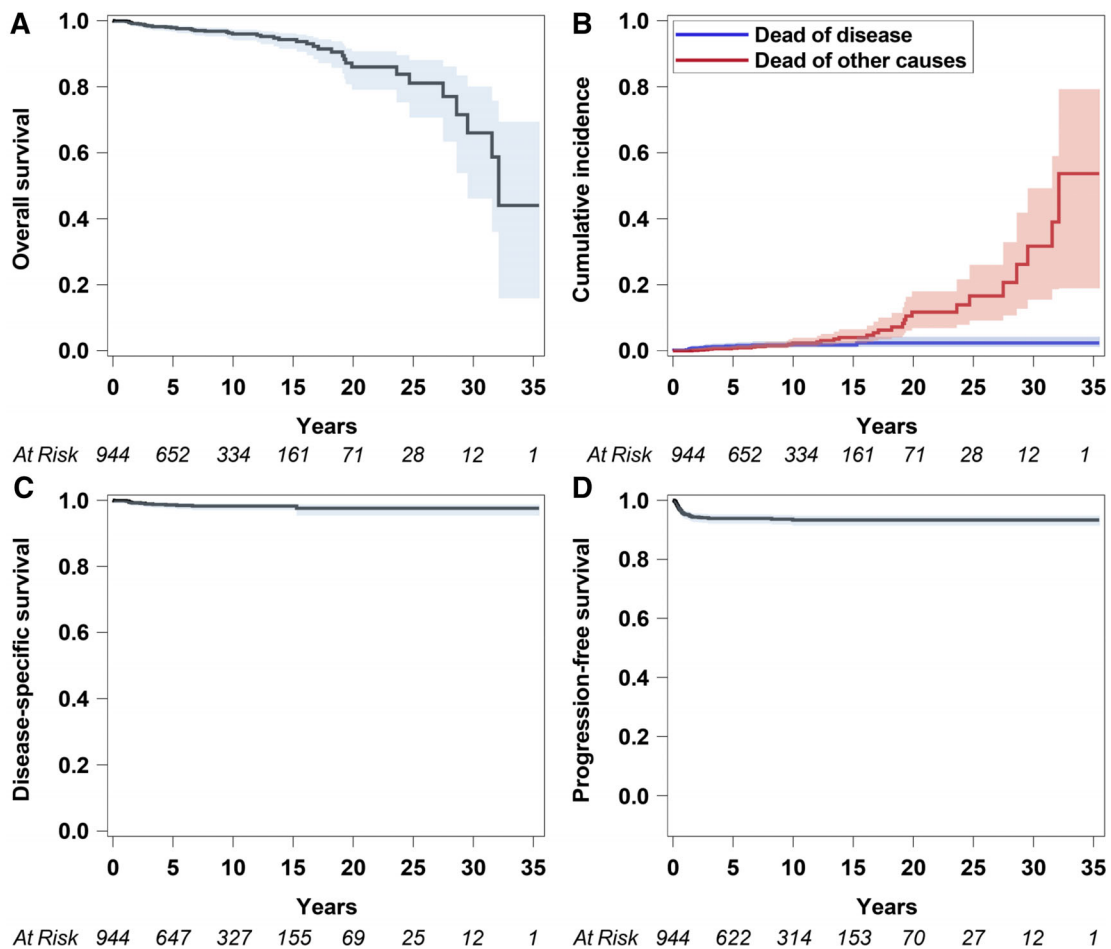 A
Overall survival
1.0
0.8
0.6
0.4
0.2
0.0
0 5 10 15 20 25 30 35
Years
At Risk 944 652 334 161 71 28 12 1
B
Dead of disease
Dead of other causes
Cumulative incidence
1.0
0.8
0.6
0.4
0.2
0.0
0 5 10 15 20 25 30 35
Years
At Risk 944 652 334 161 71 28 12 1
C
Disease-specific survival
1.0
0.8
0.6
0.4
0.2
0.0
0 5 10 15 20 25 30 35
Years
At Risk 944 647 327 155 69 25 12 1
D
Progression-free survival
1.0
0.8
0.6
0.4
0.2
0.0
0 5 10 15 20 25 30 35
Years
At Risk 944 622 314 153 70 27 12 1